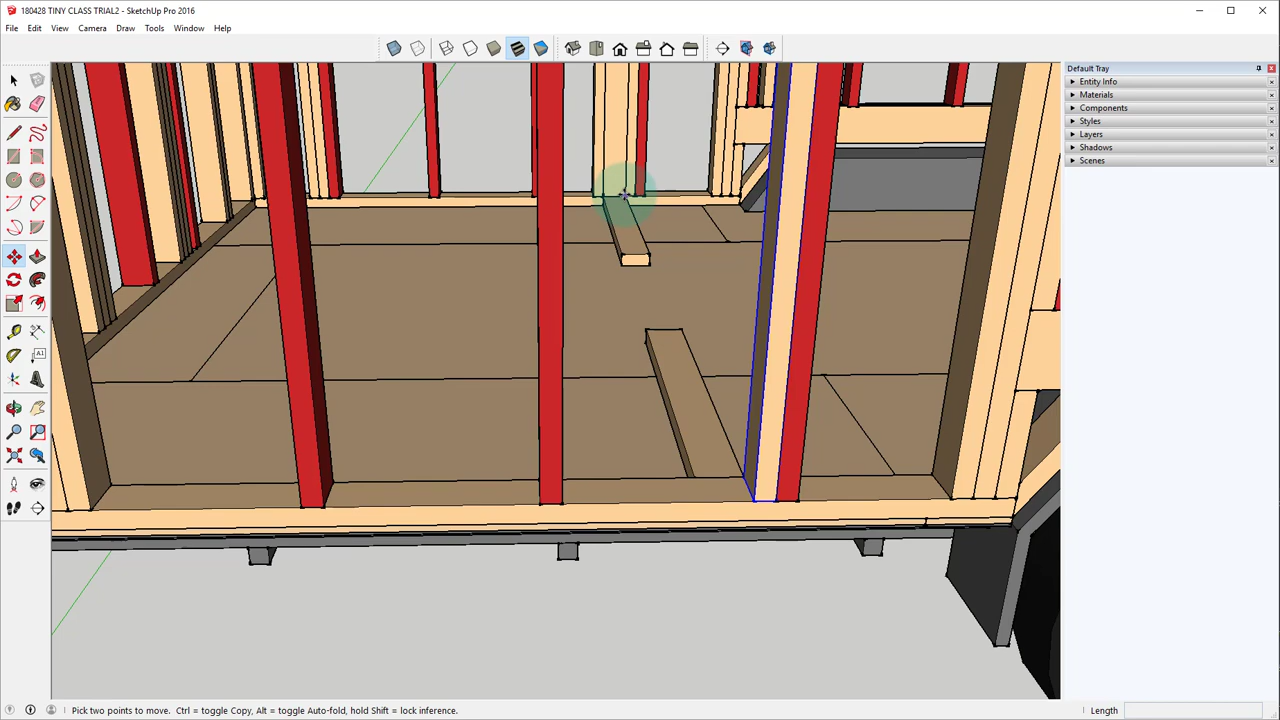 180428 TINY CLASS TRIAL2 - SketchUp Pro 2016
File Edit View Camera Draw Tools Window Help
Default Tray
Entity Info
Materials
Components
Styles
Layers
Shadows
Scenes
A1
Pick two points to move. Ctrl = toggle Copy, Alt = toggle Auto-fold, hold Shift = lock inference.
Length